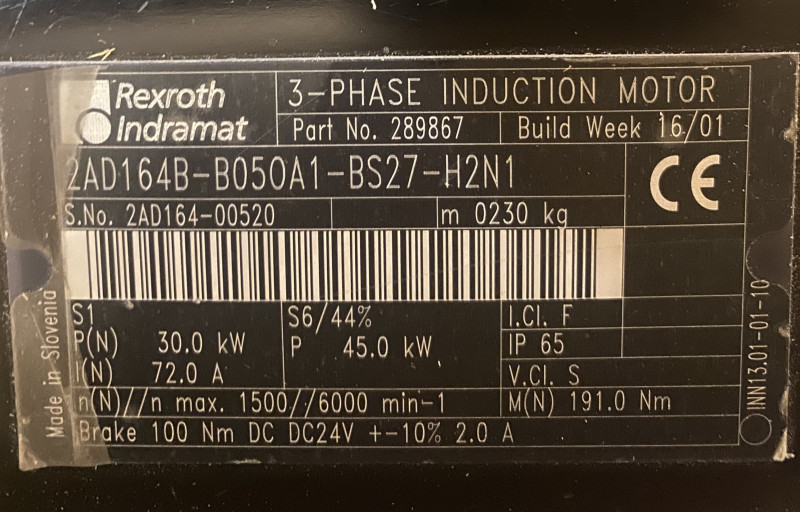 Rexroth
Indramat
3-PHASE INDUCTION MOTOR
Part No. 289867
Build Week 16/01
2AD164B-B050A1-BS27-H2N1
CE
S.No. 2AD164-00520
m 0230 kg
S1
S6/44%
I.Cl. F
P(N) 30.0 kW
P 45.0 kW
IP 65
I(N) 72.0 A
V.Cl. S
n(N)//n max. 1500//6000 min-1
M(N) 191.0 Nm
Brake 100 Nm DC DC24V +-10% 2.0 A
Made in Slovenia
INN13.01-01-10